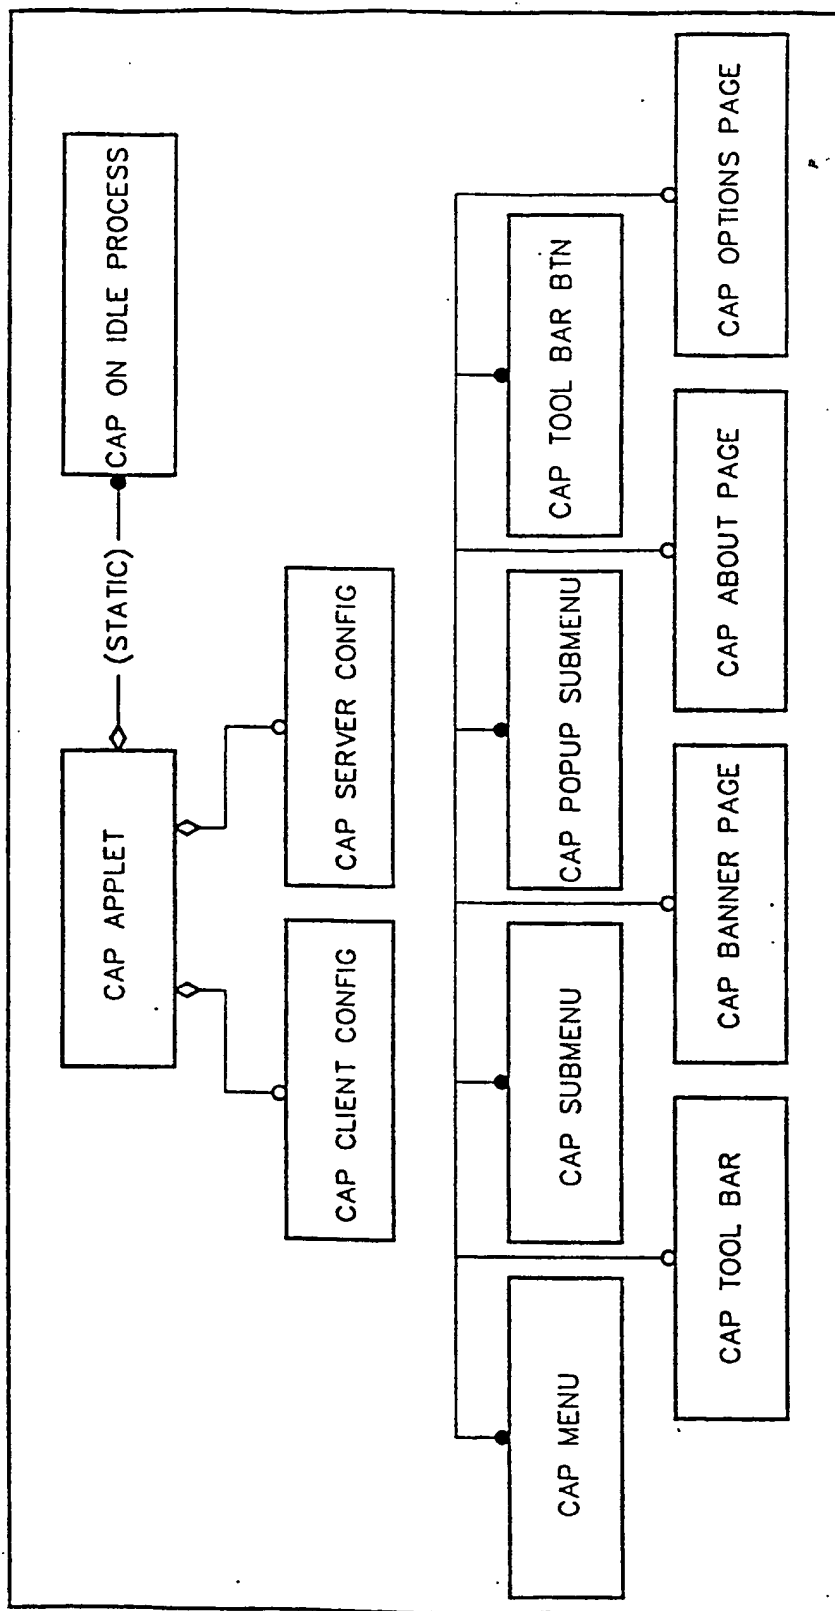 CAP APPLET
(STATIC)
CAP ON IDLE PROCESS
CAP CLIENT CONFIG
CAP SERVER CONFIG
CAP MENU
CAP SUBMENU
CAP POPUP SUBMENU
CAP TOOL BAR BTN
CAP TOOL BAR
CAP BANNER PAGE
CAP ABOUT PAGE
CAP OPTIONS PAGE